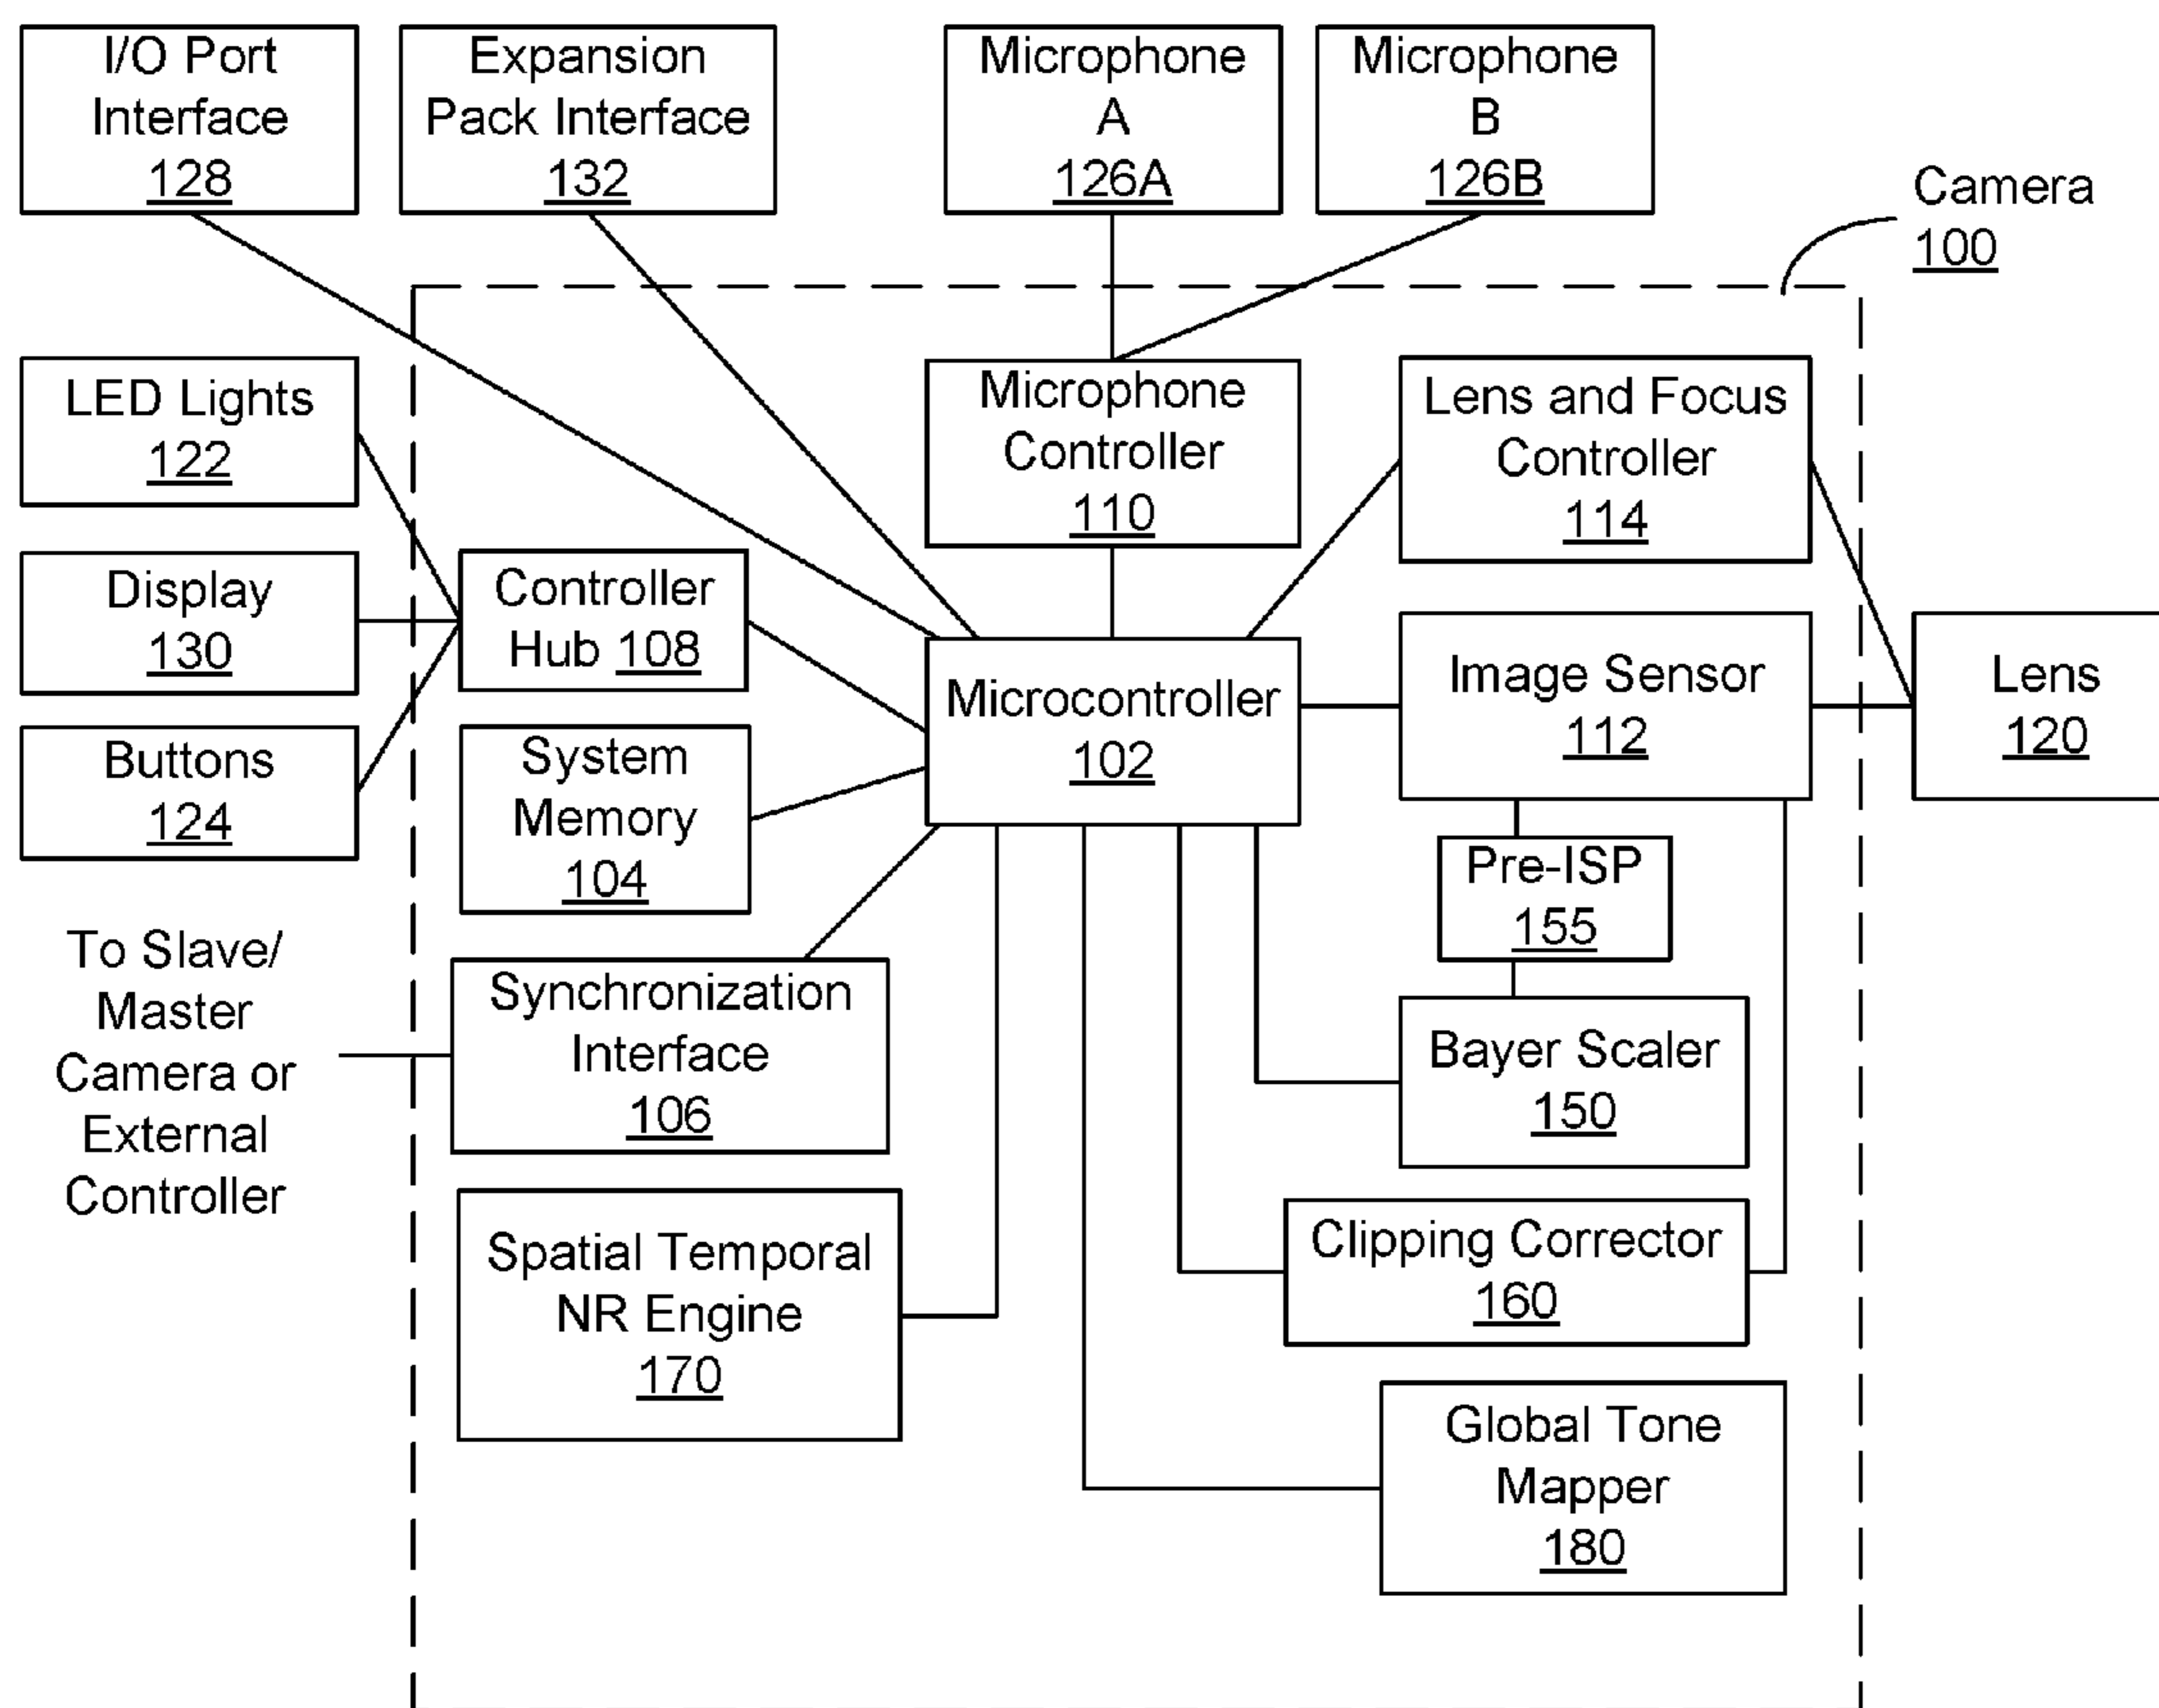 I/O Port
Interface
128
Expansion
Pack Interface
132
Microphone
A
126A
Microphone
B
126B
Camera
100
LED Lights
122
Microphone
Controller
110
Lens and Focus
Controller
114
Display
130
Controller
Hub 108
Microcontroller
102
Image Sensor
112
Lens
120
Buttons
124
System
Memory
104
Pre-ISP
155
To Slave/
Master
Camera or
External
Controller
Synchronization
Interface
106
Bayer Scaler
150
Spatial Temporal
NR Engine
170
Clipping Corrector
160
Global Tone
Mapper
180